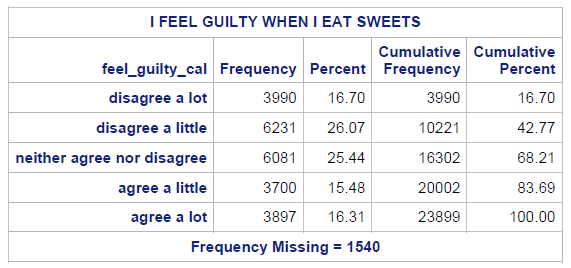 I FEEL GUILTY WHEN I EAT SWEETS
feel_guilty_cal Frequency Percent Cumulative Frequency Cumulative Percent
disagree a lot 3990 16.70 3990 16.70
disagree a little 6231 26.07 10221 42.77
neither agree nor disagree 6081 25.44 16302 68.21
agree a little 3700 15.48 20002 83.69
agree a lot 3897 16.31 23899 100.00
Frequency Missing = 1540